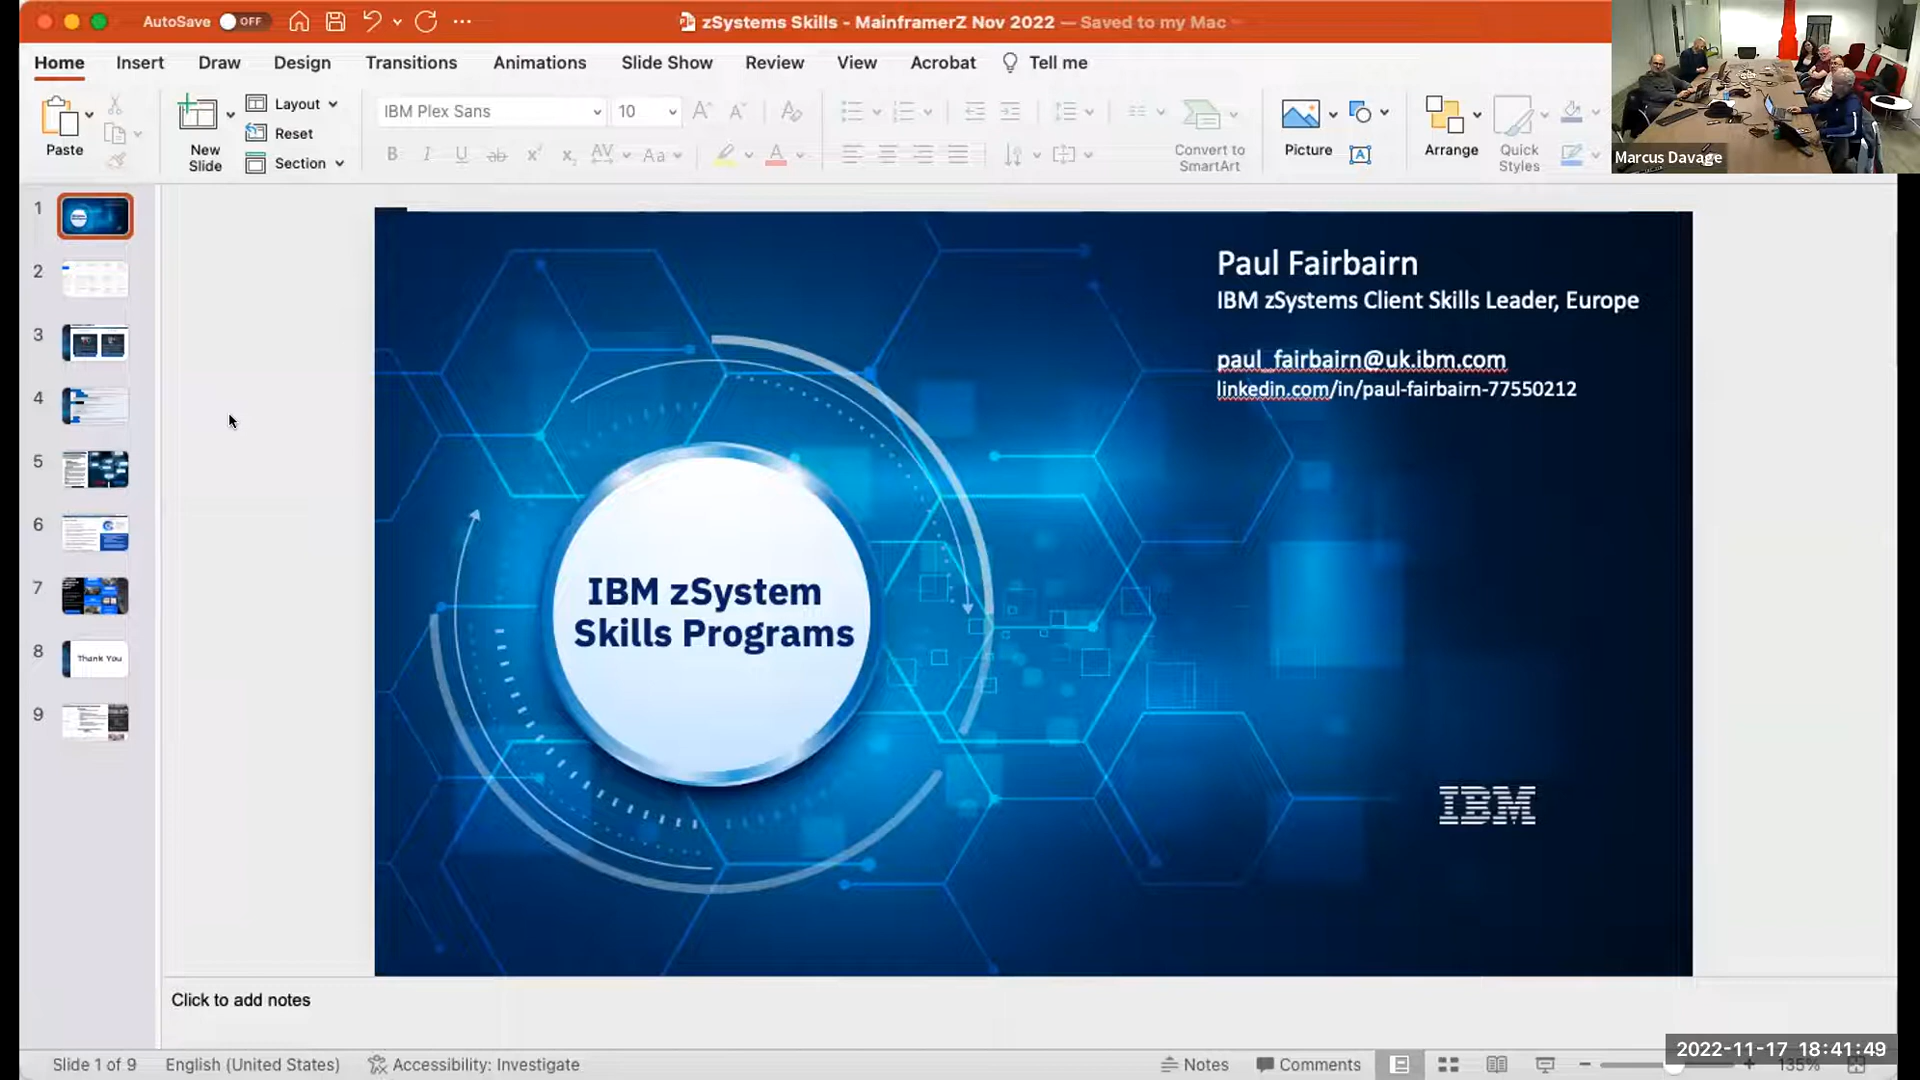 AutoSave OFF
zSystems Skills - MainframerZ Nov 2022 — Saved to my Mac
Home Insert Draw Design Transitions Animations Slide Show Review View Acrobat Tell me
Paste
New Slide
Layout
Reset
Section
IBM Plex Sans 10
Convert to SmartArt
Picture
Arrange
Quick Styles
Marcus Davage
1
2
3
4
5
6
7
8
Thank You
9
Paul Fairbairn
IBM zSystems Client Skills Leader, Europe
paul_fairbairn@uk.ibm.com
linkedin.com/in/paul-fairbairn-77550212
IBM zSystem
Skills Programs
IBM
Click to add notes
Slide 1 of 9 English (United States) Accessibility: Investigate Notes Comments 135%
2022-11-17 18:41:49